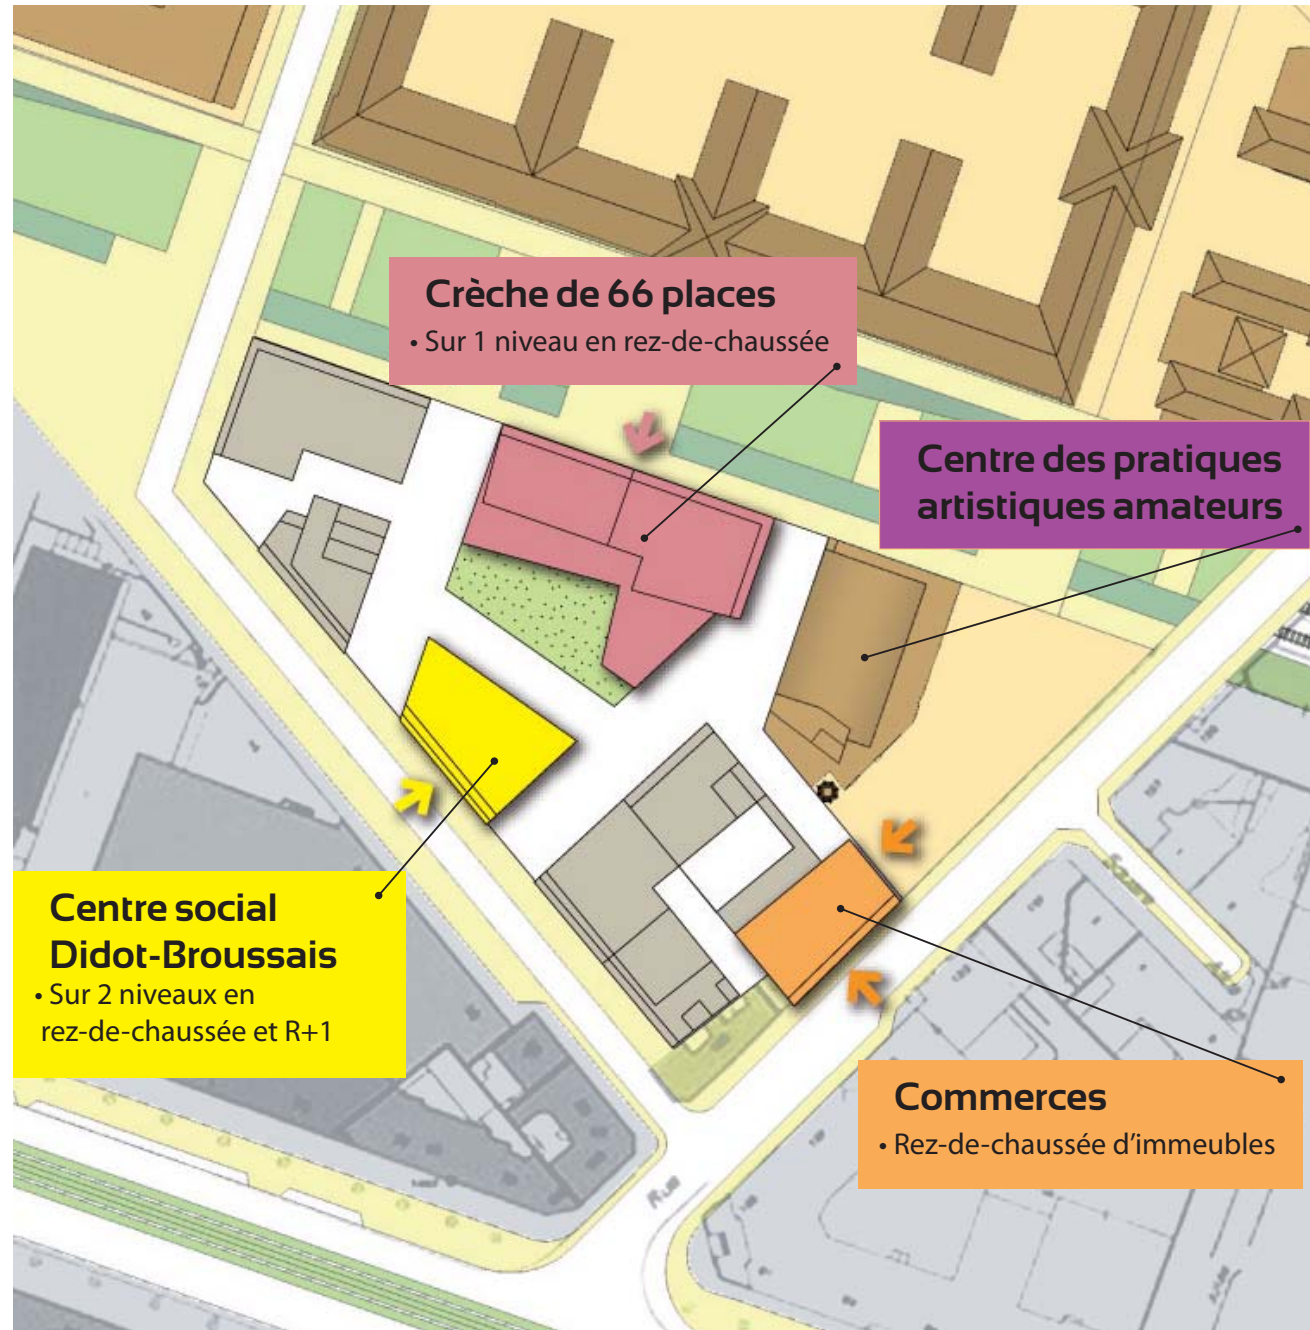 Crèche de 66 places
• Sur 1 niveau en rez-de-chaussée
Centre des pratiques
artistiques amateurs
Centre social
Didot-Broussais
• Sur 2 niveaux en
rez-de-chaussée et R+1
Commerces
• Rez-de-chaussée d'immeubles
Rue